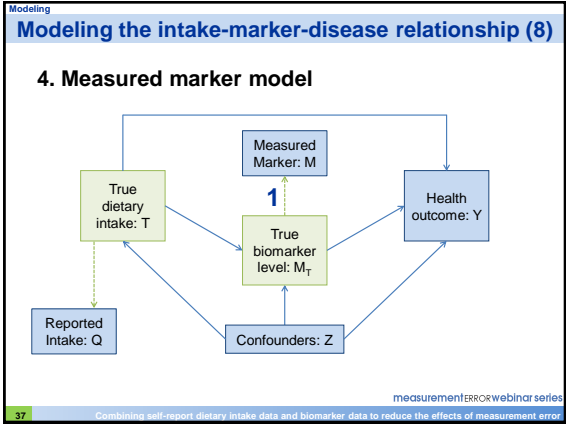 Modeling
Modeling the intake-marker-disease relationship (8)
4. Measured marker model
Measured
Marker: M
True
dietary
intake: T
1
Health
outcome: Y
True
biomarker
level: MT
Reported
Intake: Q
Confounders: Z
measurementERRORwebinar series
37
Combining self-report dietary intake data and biomarker data to reduce the effects of measurement error